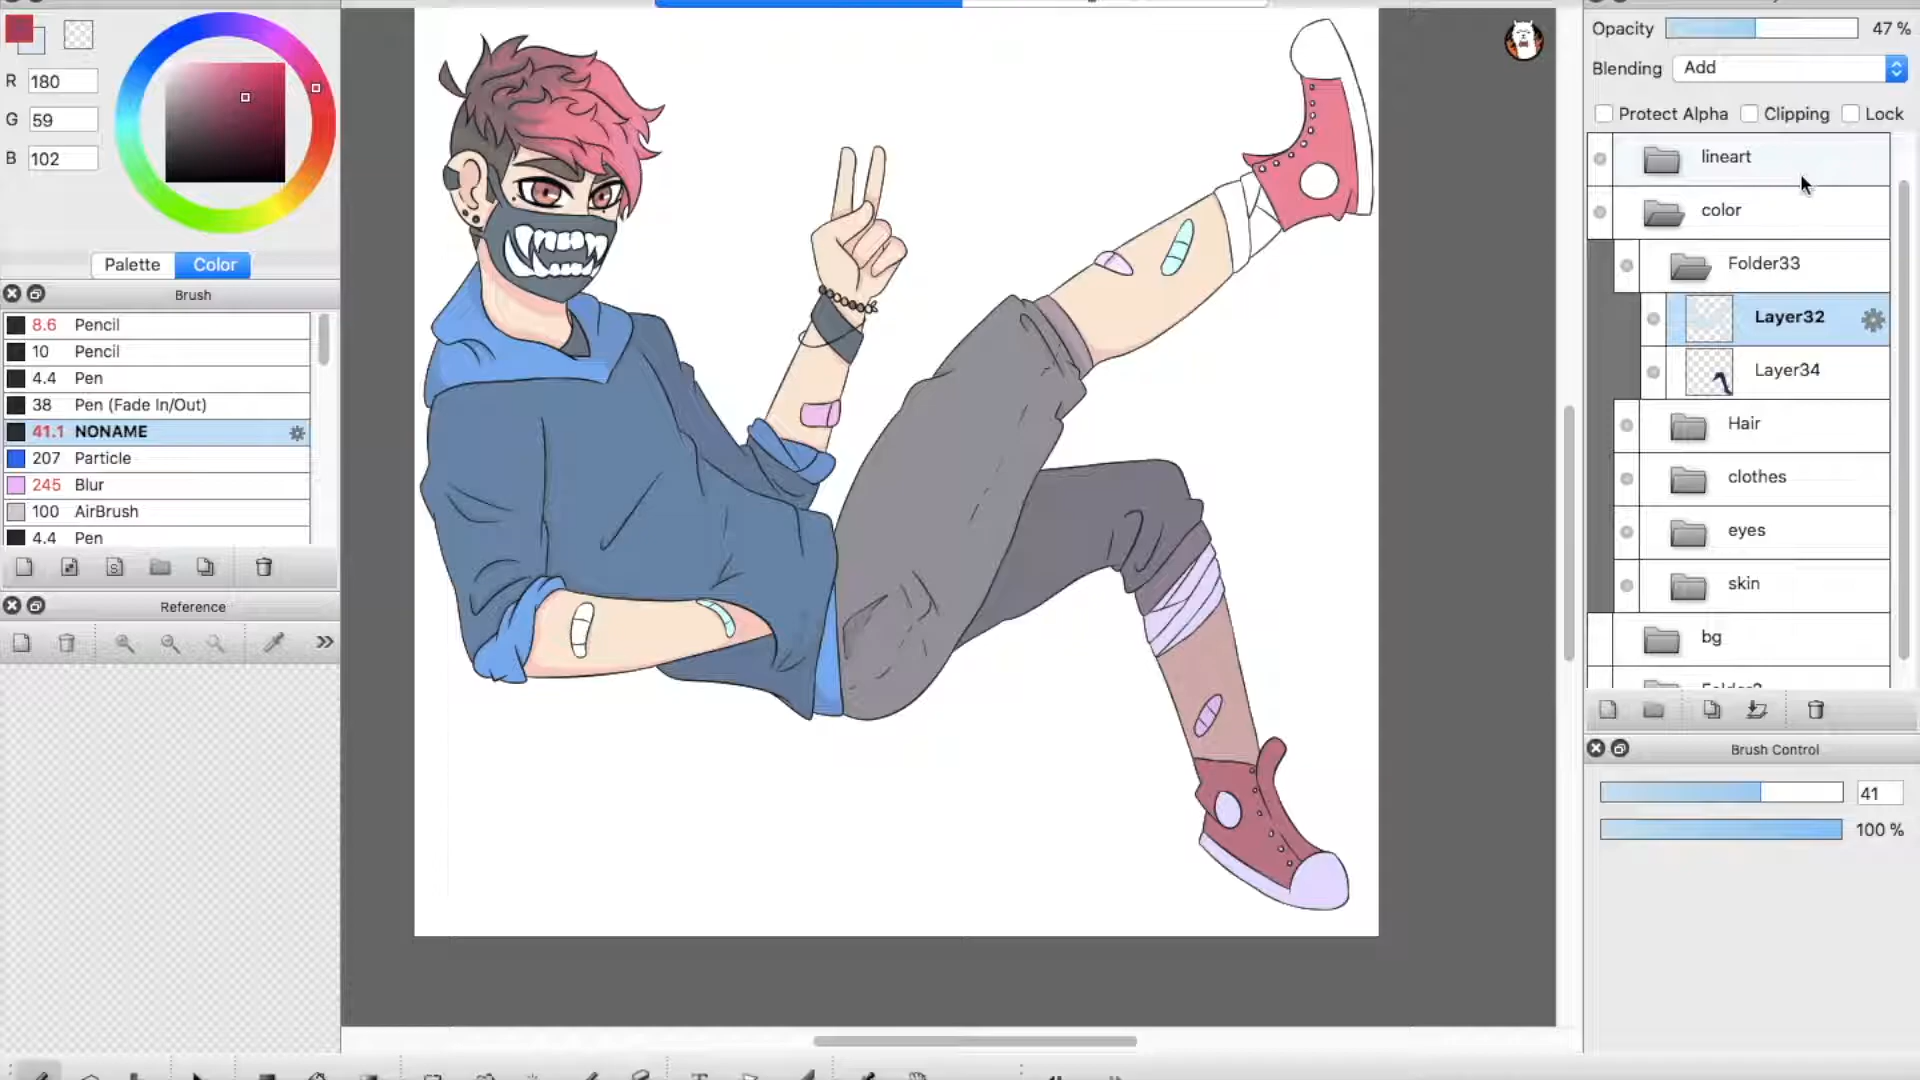 Opacity 47 %
Blending Add
Protect Alpha Clipping Lock
R 180
G 59
B 102
Palette Color
Brush
8.6 Pencil
10 Pencil
4.4 Pen
38 Pen (Fade In/Out)
41.1 NONAME
207 Particle
245 Blur
100 AirBrush
4.4 Pen
Reference
lineart
color
Folder33
Layer32
Layer34
Hair
clothes
eyes
skin
bg
Brush Control
41
100 %